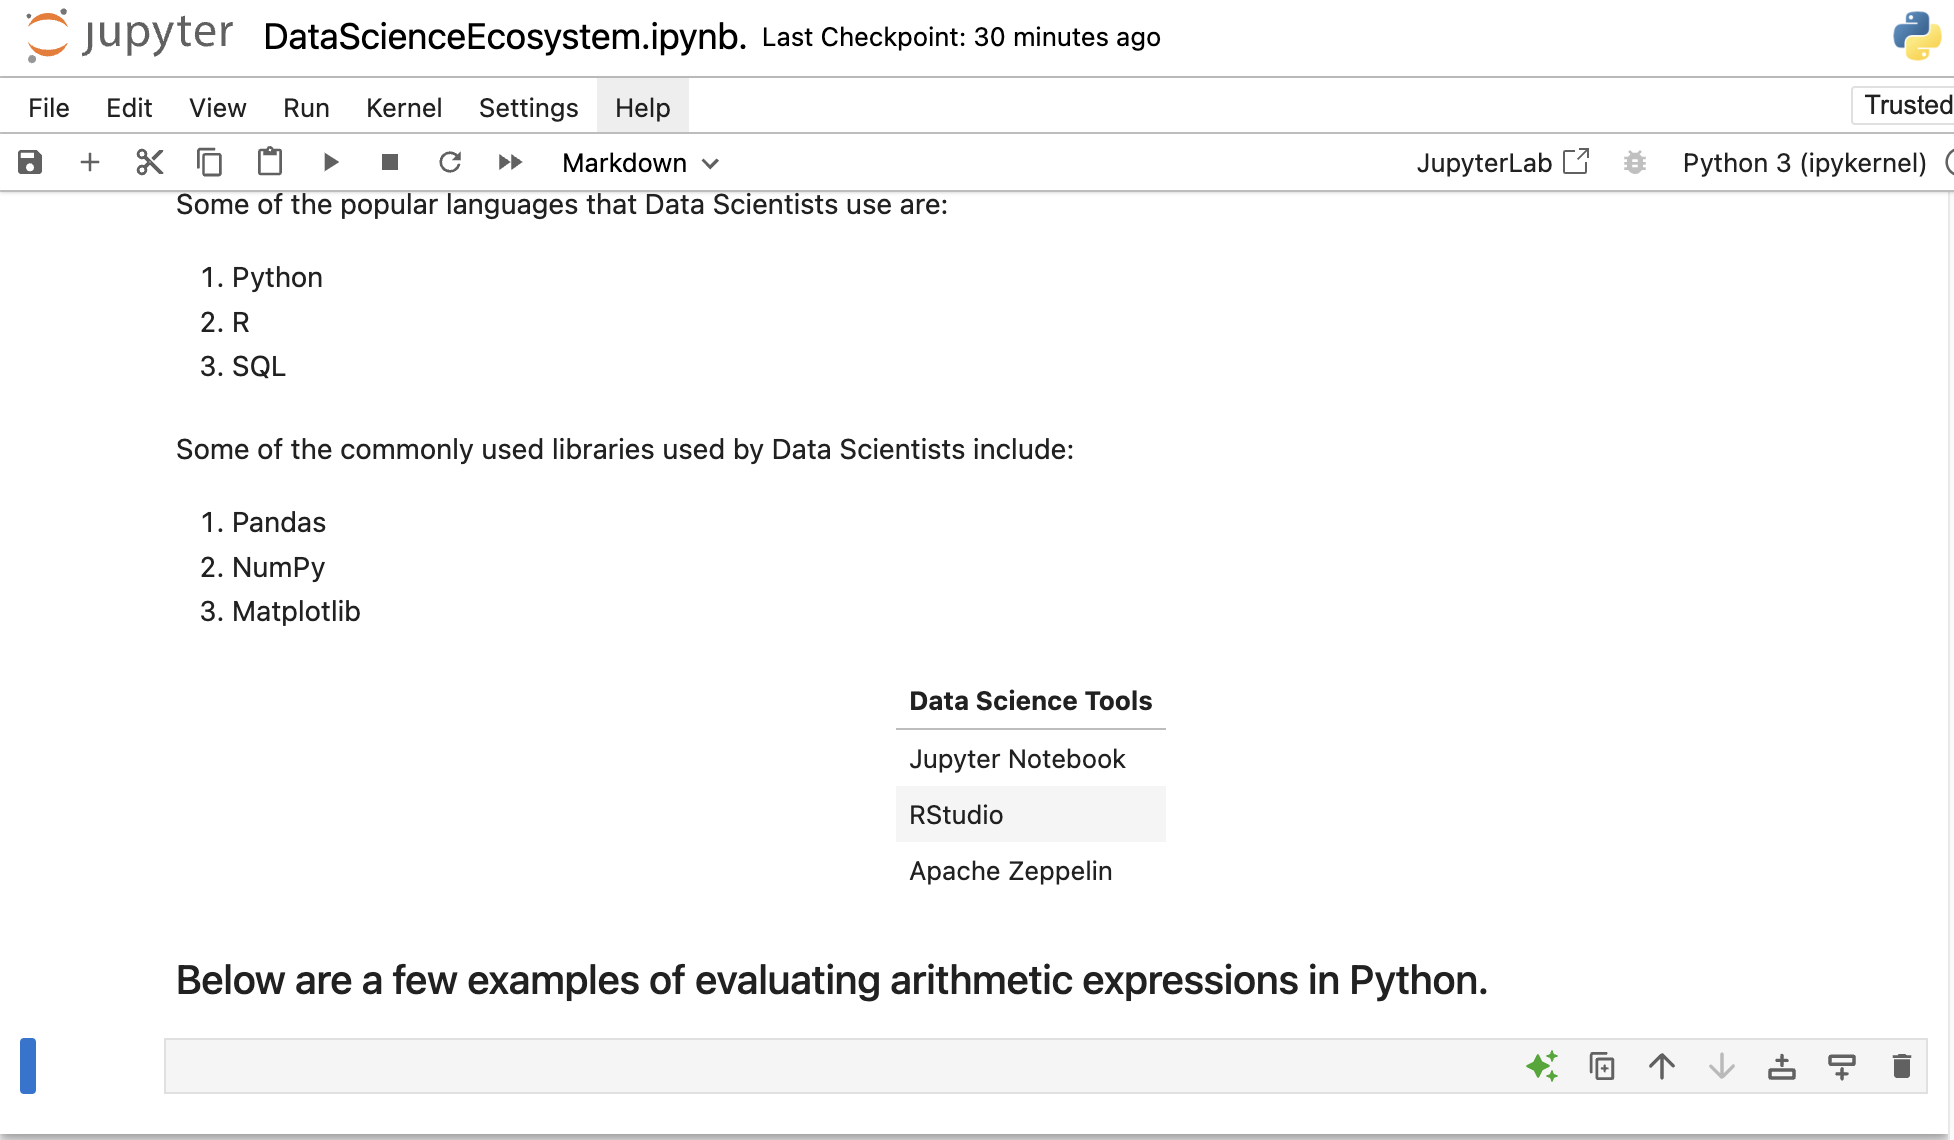 jupyter DataScienceEcosystem.ipynb. Last Checkpoint: 30 minutes ago
File Edit View Run Kernel Settings Help Trusted
Markdown JupyterLab Python 3 (ipykernel)
Some of the popular languages that Data Scientists use are:
1. Python
2. R
3. SQL
Some of the commonly used libraries used by Data Scientists include:
1. Pandas
2. NumPy
3. Matplotlib
Data Science Tools
Jupyter Notebook
RStudio
Apache Zeppelin
Below are a few examples of evaluating arithmetic expressions in Python.